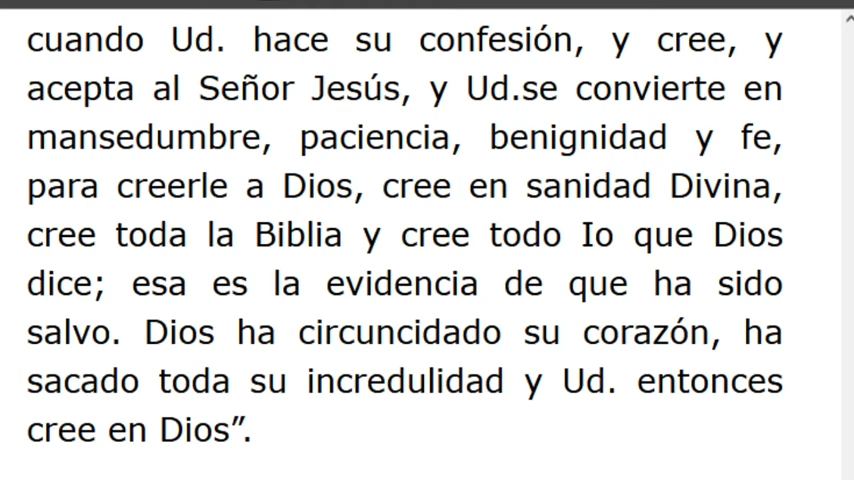 cuando Ud. hace su confesión, y cree, y
acepta al Señor Jesús, y Ud.se convierte en
mansedumbre, paciencia, benignidad y fe,
para creerle a Dios, cree en sanidad Divina,
cree toda la Biblia y cree todo Io que Dios
dice; esa es la evidencia de que ha sido
salvo. Dios ha circuncidado su corazón, ha
sacado toda su incredulidad y Ud. entonces
cree en Dios”.